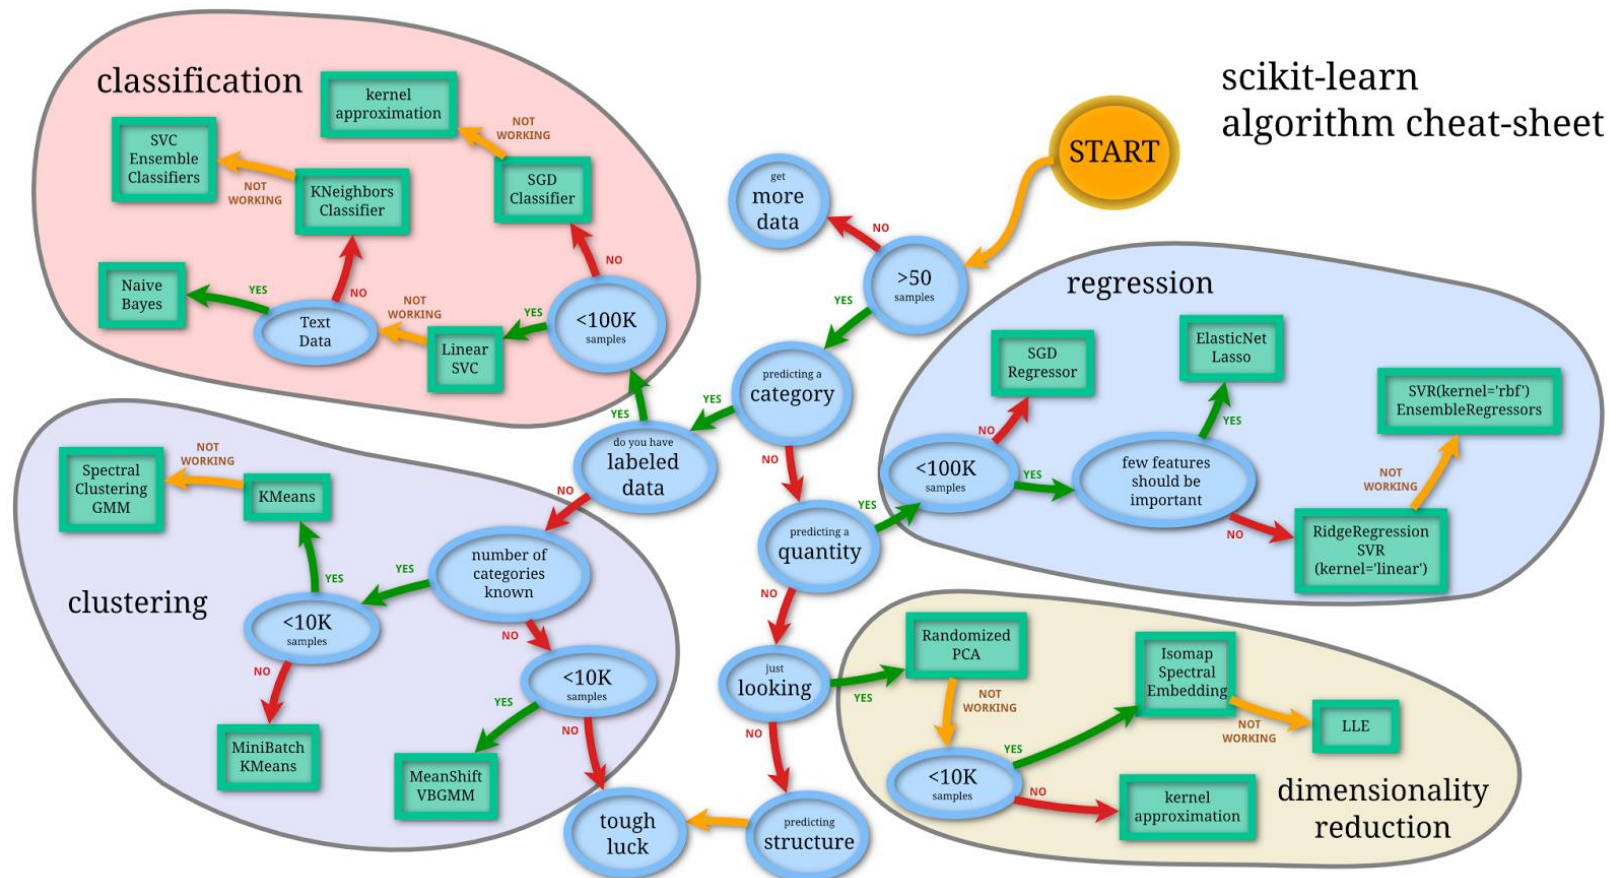 scikit-learn
algorithm cheat-sheet
START
classification
kernel
approximation
NOT
WORKING
SVC
Ensemble
Classifiers
NOT
WORKING
KNeighbors
Classifier
SGD
Classifier
NO
Naive
Bayes
YES
Text
Data
NO
NOT
WORKING
Linear
SVC
YES
<100K
samples
YES
get
more
data
NO
>50
samples
YES
predicting a
category
YES
NO
do you have
labeled
data
NO
predicting a
quantity
YES
NO
just
looking
YES
NO
predicting
structure
tough
luck
regression
SGD
Regressor
NO
<100K
samples
YES
few features
should be
important
YES
ElasticNet
Lasso
NO
RidgeRegression
SVR
(kernel='linear')
NOT
WORKING
SVR(kernel='rbf')
EnsembleRegressors
clustering
Spectral
Clustering
GMM
NOT
WORKING
KMeans
YES
<10K
samples
YES
number of
categories
known
NO
NO
MiniBatch
KMeans
<10K
samples
YES
NO
MeanShift
VBGMM
dimensionality
reduction
Randomized
PCA
NOT
WORKING
<10K
samples
YES
Isomap
Spectral
Embedding
NOT
WORKING
LLE
NO
kernel
approximation